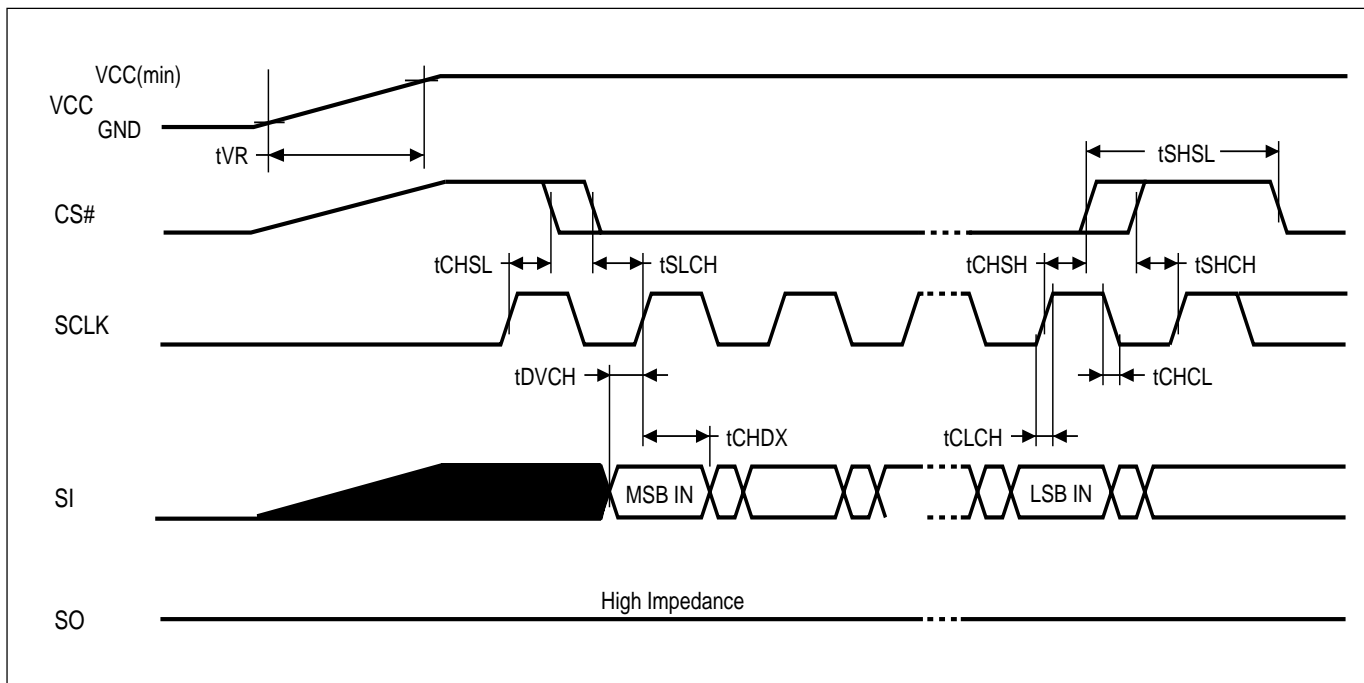 VCC(min)
VCC
GND
tVR
tSHSL
CS#
tCHSL
tSLCH
tCHSH
tSHCH
SCLK
tDVCH
tCHCL
tCHDX
tCLCH
SI
MSB IN
LSB IN
High Impedance
SO